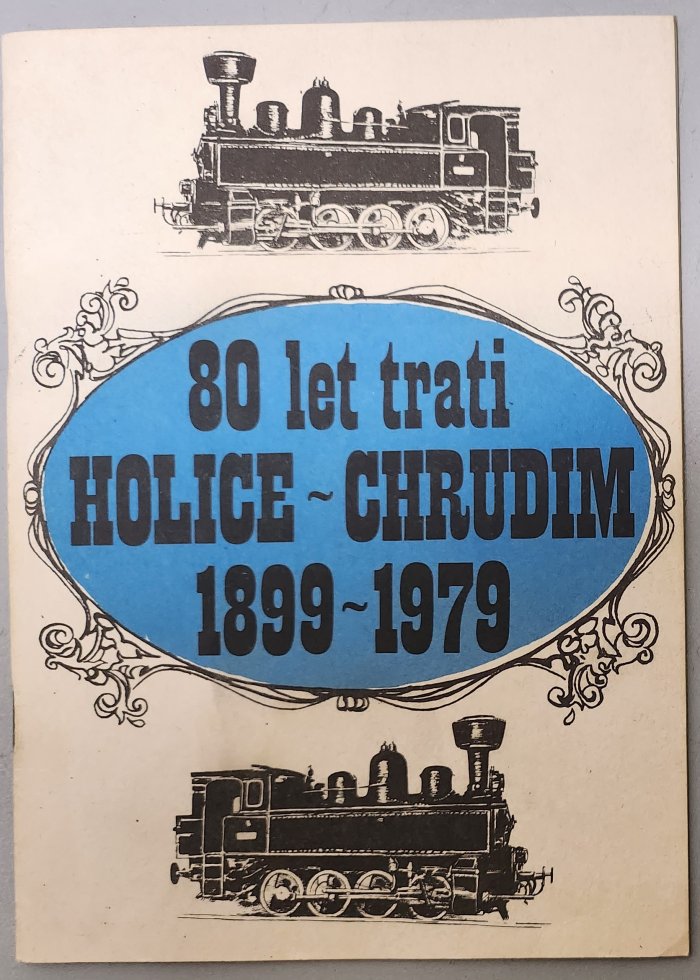 80 let trati
HOLICE ~ CHRUDIM
1899~1979